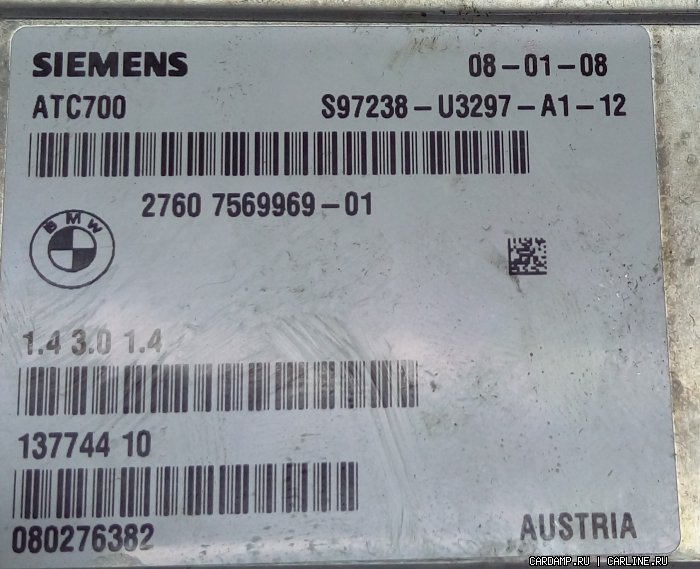 SIEMENS 08-01-08
ATC700 S97238-U3297-A1-12
2760 7569969-01
BMW
1.4 3.0 1.4
137744 10
080276382
AUSTRIA
CARDAMP.RU | CARLINE.RU